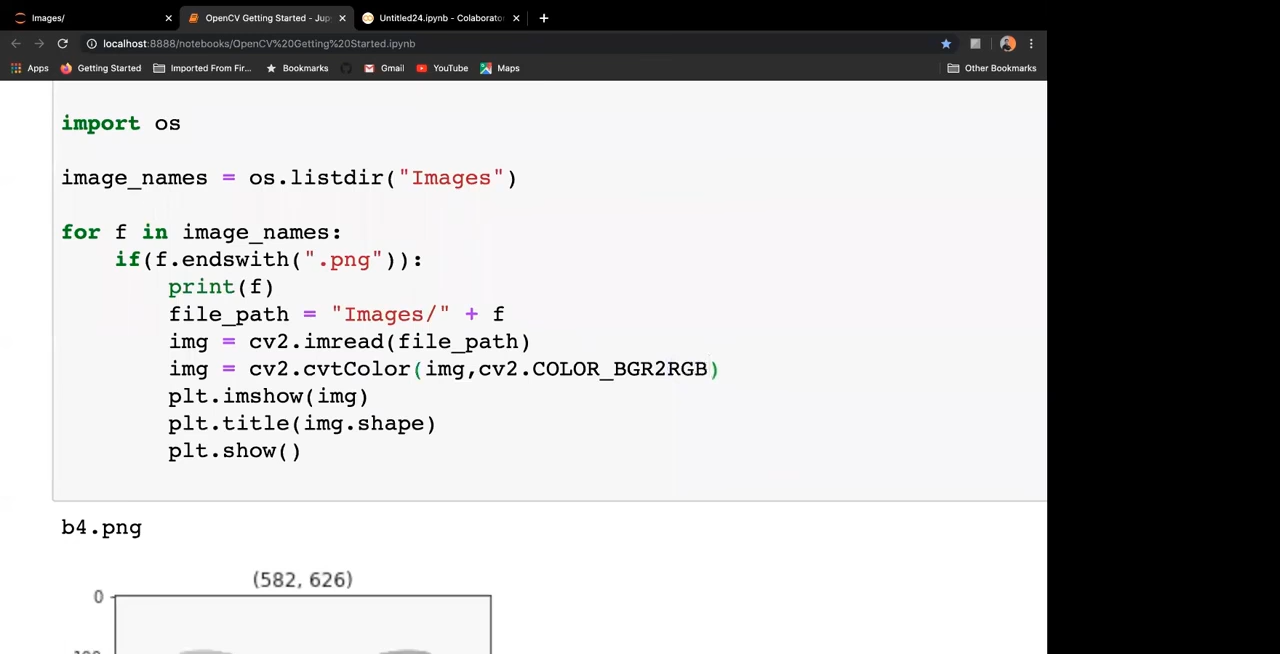 Images/
OpenCV Getting Started - Jup
Untitled24.ipynb - Colaborato
localhost:8888/notebooks/OpenCV%20Getting%20Started.ipynb
Apps Getting Started Imported From Fir... Bookmarks Gmail YouTube Maps Other Bookmarks
import os
image_names = os.listdir("Images")
for f in image_names:
if(f.endswith(".png")):
print(f)
file_path = "Images/" + f
img = cv2.imread(file_path)
img = cv2.cvtColor(img,cv2.COLOR_BGR2RGB)
plt.imshow(img)
plt.title(img.shape)
plt.show()
b4.png
(582, 626)
0